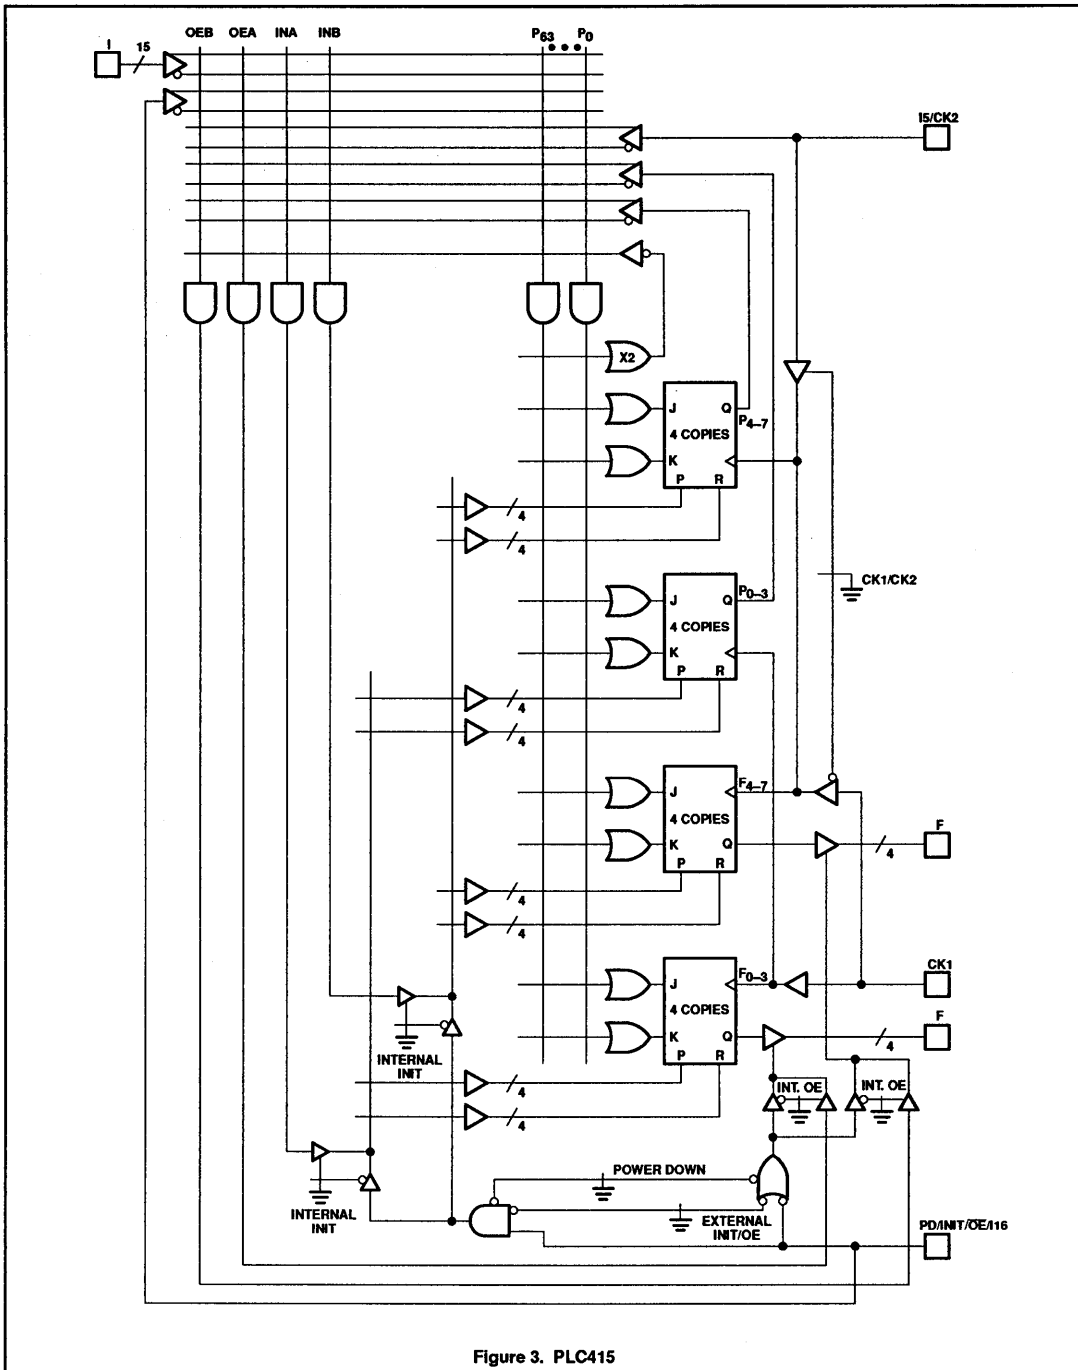 OEB OEA INA INB P63 P0
I 15
I5/CK2
X2
J Q
P4–7
4 COPIES
K
P R
4
4
CK1/CK2
J Q P0–3
4 COPIES
K
P R
4
4
J F4–7
4 COPIES
K Q
P R
F
4
4
4
CK1
J F0–3
4 COPIES
K Q
P R
F
4
INTERNAL
INIT
4
4
INT. OE INT. OE
POWER DOWN
INTERNAL
INIT
EXTERNAL
INIT/OE
PD/INIT/O̅E̅/I16
Figure 3. PLC415